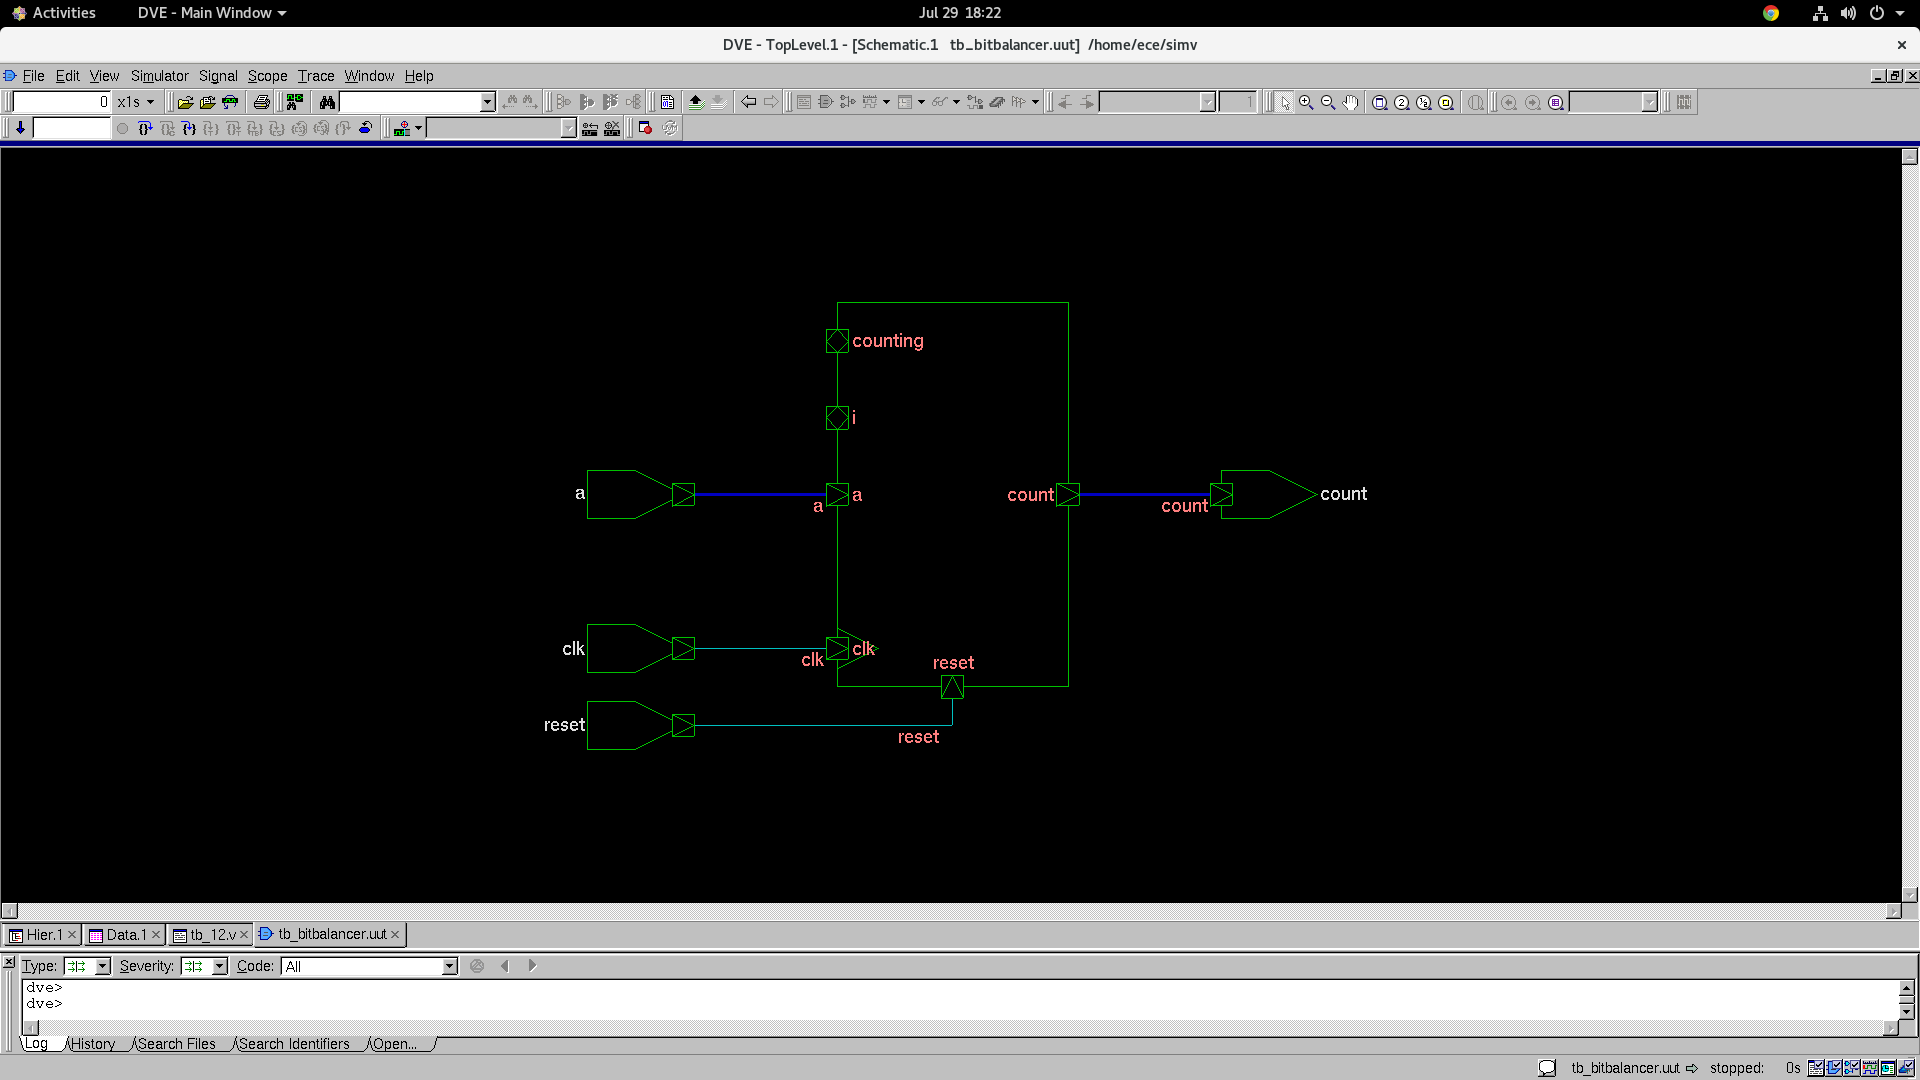 Activities DVE - Main Window Jul 29 18:22
DVE - TopLevel.1 - [Schematic.1 tb_bitbalancer.uut] /home/ece/simv
File Edit View Simulator Signal Scope Trace Window Help
0 x1s 1
counting
i
a a a count count count
clk clk clk
reset
reset reset
Hier.1 Data.1 tb_12.v tb_bitbalancer.uut
Type: Severity: Code: All
dve>
dve>
Log History Search Files Search Identifiers Open...
tb_bitbalancer.uut stopped: 0s